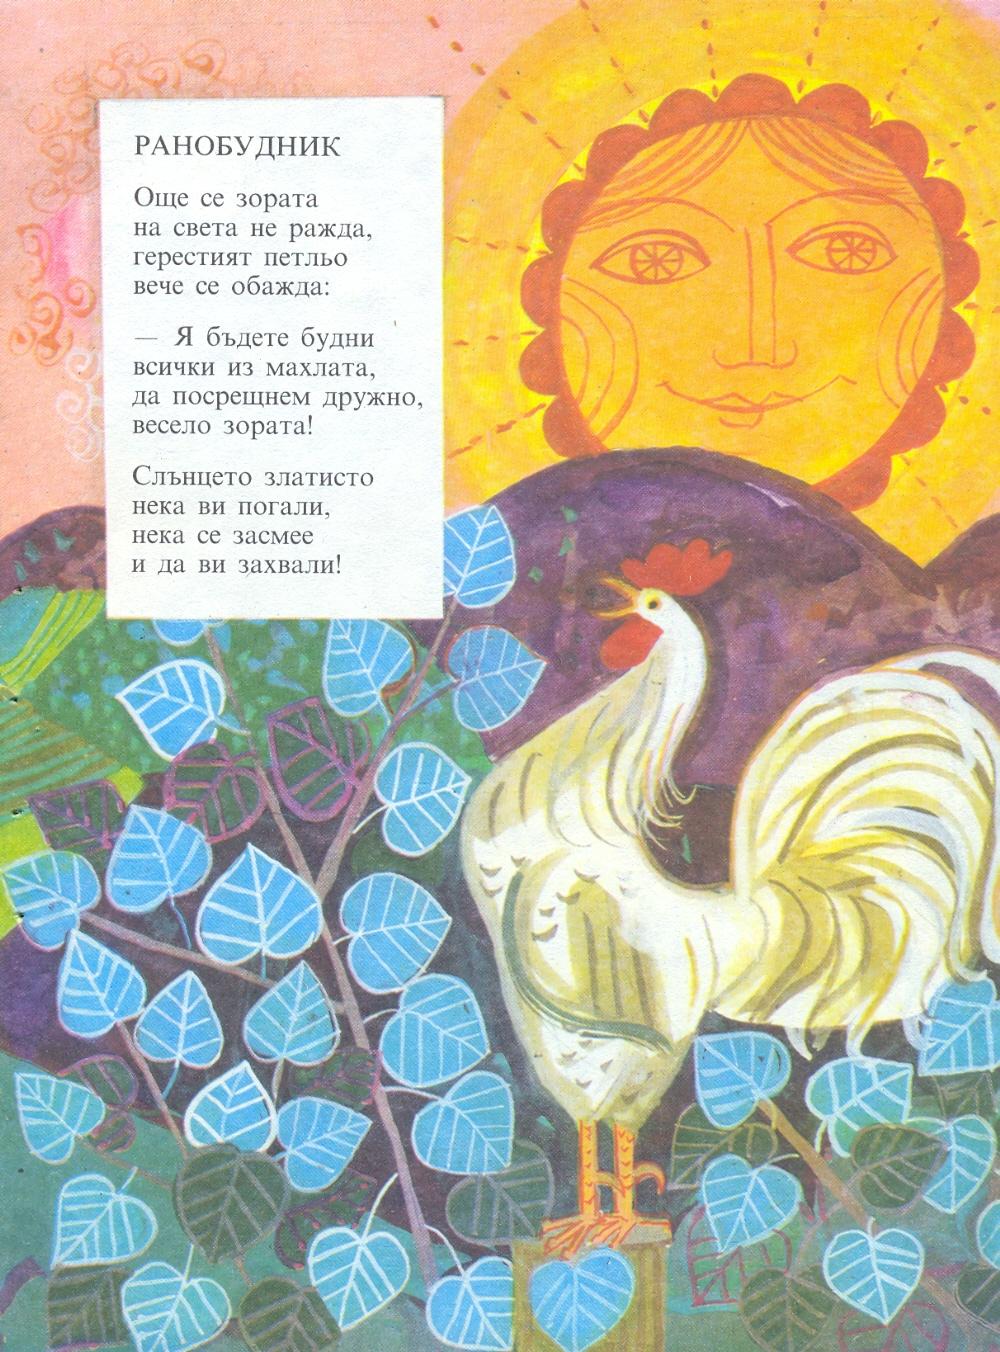 РАНОБУДНИК
Още се зората
на света не ражда,
герестият петльо
вече се обажда:
— Я бъдете будни
всички из махлата,
да посрещнем дружно,
весело зората!
Слънцето златисто
нека ви погали,
нека се засмее
и да ви захвали!